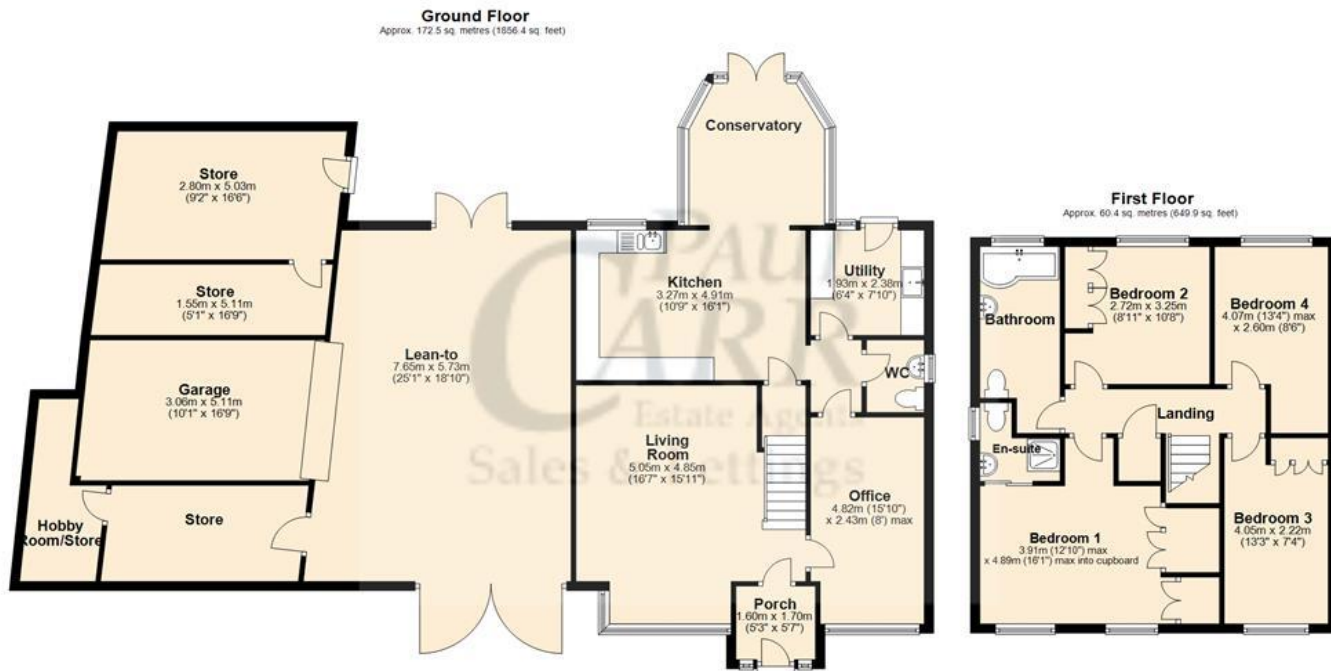 Ground Floor
Approx. 172.5 sq. metres (1856.4 sq. feet)
Conservatory
Store
2.80m x 5.03m
(9'2" x 16'6")
Store
1.55m x 5.11m
(5'1" x 16'9")
Garage
3.06m x 5.11m
(10'1" x 16'9")
Hobby
Room/Store
Store
Lean-to
7.65m x 5.73m
(25'1" x 18'10")
Kitchen
3.27m x 4.91m
(10'9" x 16'1")
Utility
1.93m x 2.38m
(6'4" x 7'10")
WC
Living
Room
5.05m x 4.85m
(16'7" x 15'11")
Office
4.82m (15'10")
x 2.43m (8') max
Porch
1.60m x 1.70m
(5'3" x 5'7")
PAUL
CARR
Estate Agents
Sales & Lettings
First Floor
Approx. 60.4 sq. metres (649.9 sq. feet)
Bathroom
Bedroom 2
2.72m x 3.25m
(8'11" x 10'8")
Bedroom 4
4.07m (13'4") max
x 2.60m (8'6")
Landing
En-suite
Bedroom 1
3.91m (12'10") max
x 4.89m (16'1") max into cupboard
Bedroom 3
4.05m x 2.22m
(13'3" x 7'4")